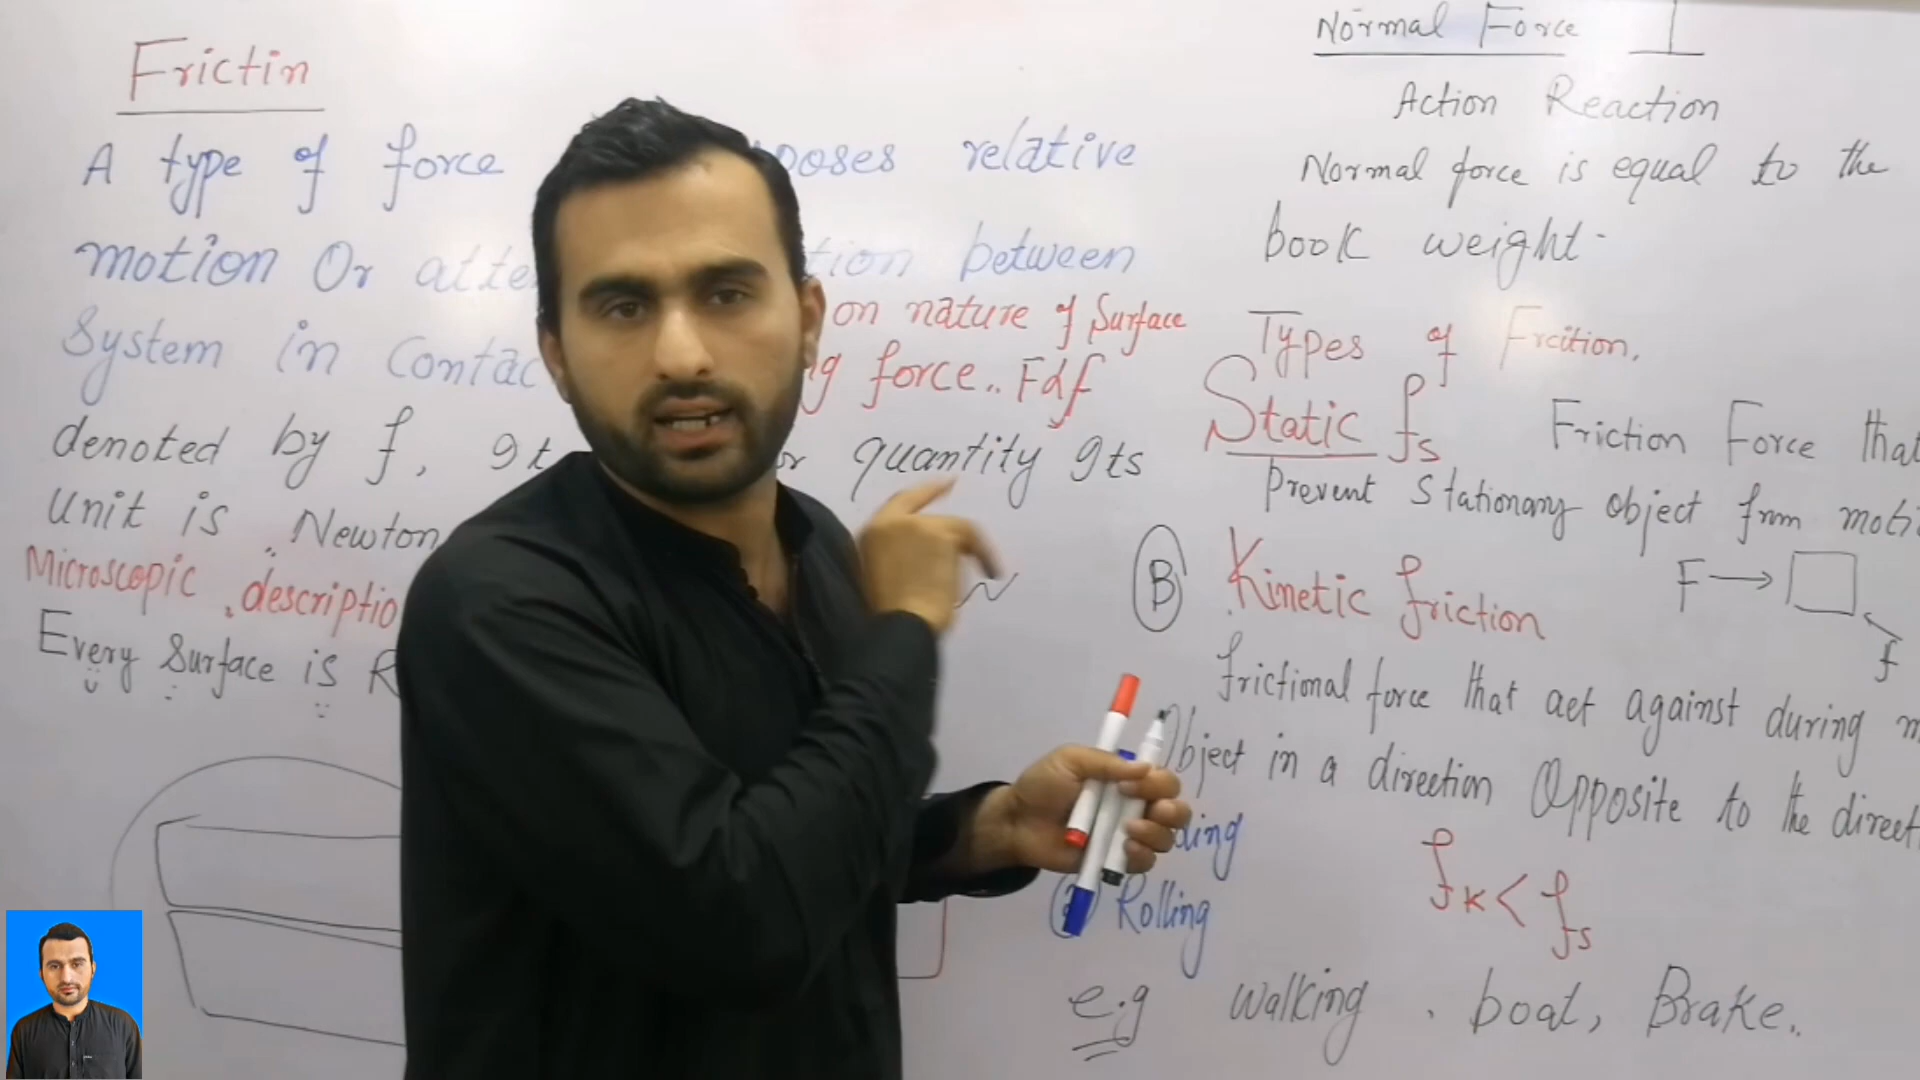 Frictin
A type of force poses relative
motion Or atte tion between
System in Contac
on nature of Surface
ng force.. Fdf
denoted by f, gt or quantity gts
unit is Newton
Microscopic description
Every Surface is R
Normal Force
Action Reaction
Normal force is equal to the
book weight.
Types of Frcition.
Static fs Friction Force that
prevent stationary object from moti
B Kinetic friction
F
f
frictional force that act against during m
Object in a direction Opposite to the direct
ding
fK < fs
2 Rolling
e.g walking . boat, Brake..